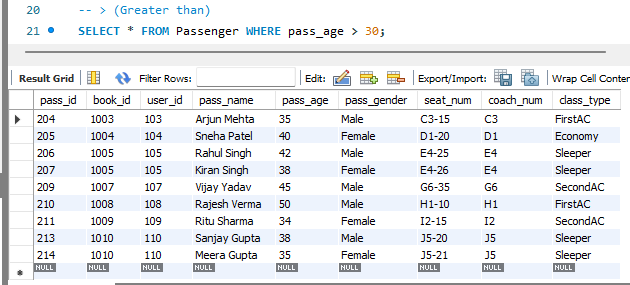 20 -- > (Greater than)
21 SELECT * FROM Passenger WHERE pass_age > 30;
Result Grid Filter Rows: Edit: Export/Import: Wrap Cell Conten
pass_id book_id user_id pass_name pass_age pass_gender seat_num coach_num class_type
204 1003 103 Arjun Mehta 35 Male C3-15 C3 FirstAC
205 1004 104 Sneha Patel 40 Female D1-20 D1 Economy
206 1005 105 Rahul Singh 42 Male E4-25 E4 Sleeper
207 1005 105 Kiran Singh 38 Female E4-26 E4 Sleeper
209 1007 107 Vijay Yadav 45 Male G6-35 G6 SecondAC
210 1008 108 Rajesh Verma 50 Male H1-10 H1 FirstAC
211 1009 109 Ritu Sharma 34 Female I2-15 I2 SecondAC
213 1010 110 Sanjay Gupta 38 Male J5-20 J5 Sleeper
214 1010 110 Meera Gupta 35 Female J5-21 J5 Sleeper
NULL NULL NULL NULL NULL NULL NULL NULL NULL